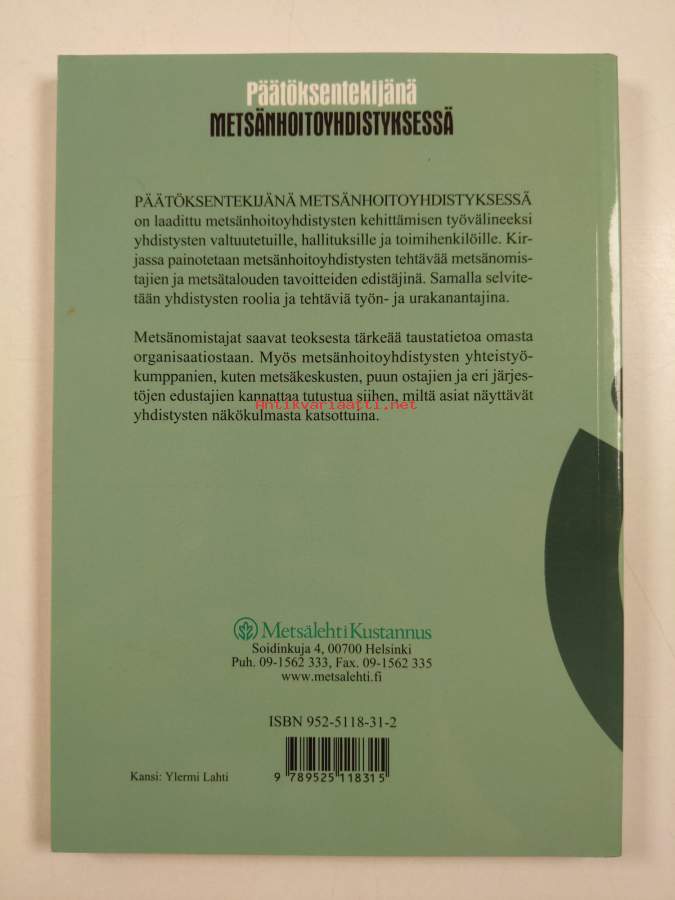 Päätöksentekijänä
METSÄNHOITOYHDISTYKSESSÄ
PÄÄTÖKSENTEKIJÄNÄ METSÄNHOITOYHDISTYKSESSÄ
on laadittu metsänhoitoyhdistysten kehittämisen työvälineeksi
yhdistysten valtuutetuille, hallituksille ja toimihenkilöille. Kir-
jassa painotetaan metsänhoitoyhdistysten tehtävää metsänomis-
tajien ja metsätalouden tavoitteiden edistäjinä. Samalla selvite-
tään yhdistysten roolia ja tehtäviä työn- ja urakanantajina.
Metsänomistajat saavat teoksesta tärkeää taustatietoa omasta
organisaatiostaan. Myös metsänhoitoyhdistysten yhteistyö-
kumppanien, kuten metsäkeskusten, puun ostajien ja eri järjes-
töjen edustajien kannattaa tutustua siihen, miltä asiat näyttävät
Antikvariaatti.net
yhdistysten näkökulmasta katsottuina.
Metsälehti Kustannus
Soidinkuja 4, 00700 Helsinki
Puh. 09-1562 333, Fax. 09-1562 335
www.metsalehti.fi
ISBN 952-5118-31-2
Kansi: Ylermi Lahti
9 789525 118315